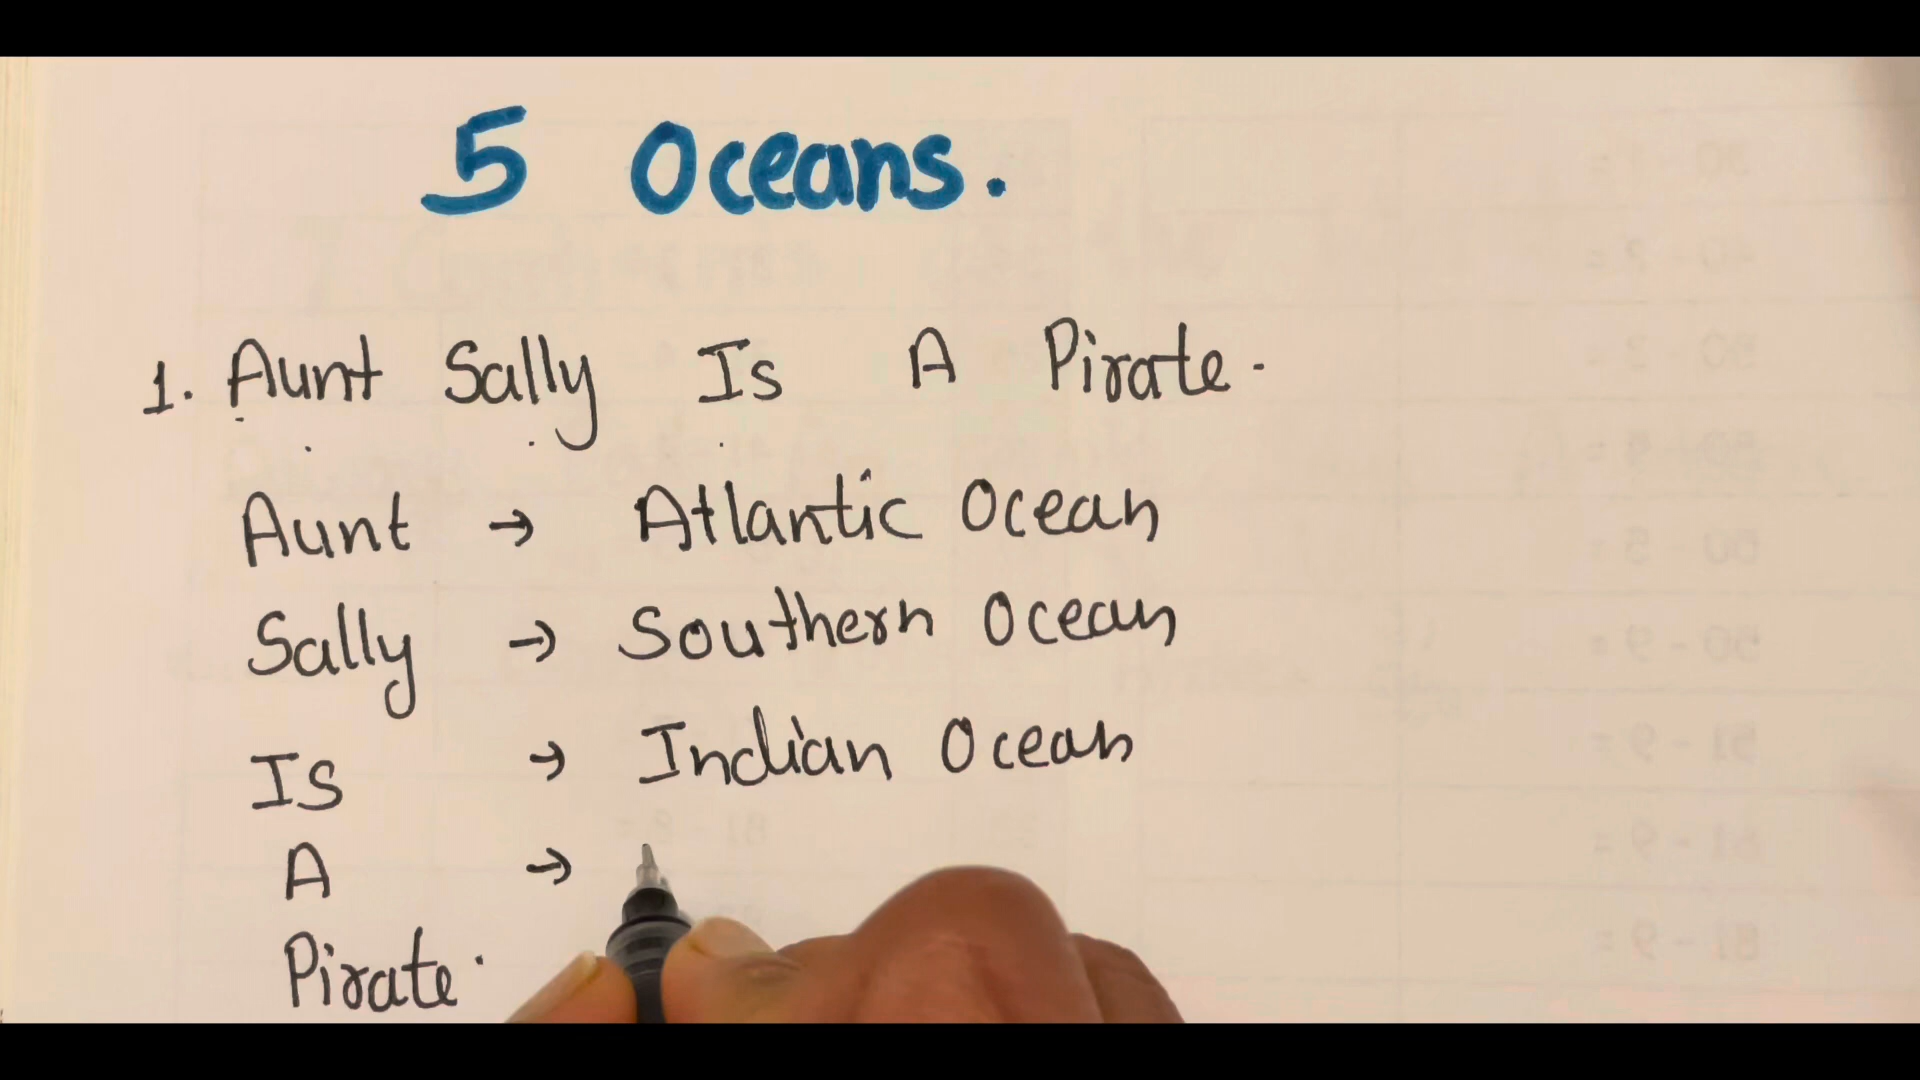 5 Oceans.
1. Aunt Sally Is A Pirate.
Aunt → Atlantic Ocean
Sally → Southern Ocean
Is → Indian Ocean
A →
Pirate.